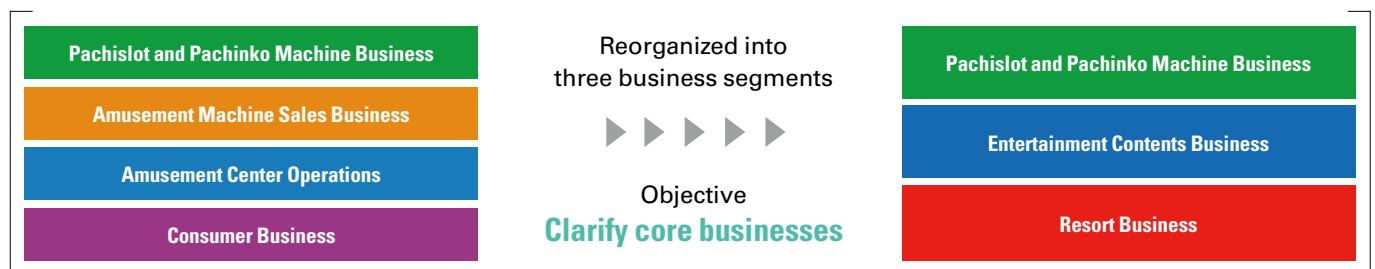 Pachislot and Pachinko Machine Business
Amusement Machine Sales Business
Amusement Center Operations
Consumer Business
Reorganized into
three business segments
Objective
Clarify core businesses
Pachislot and Pachinko Machine Business
Entertainment Contents Business
Resort Business